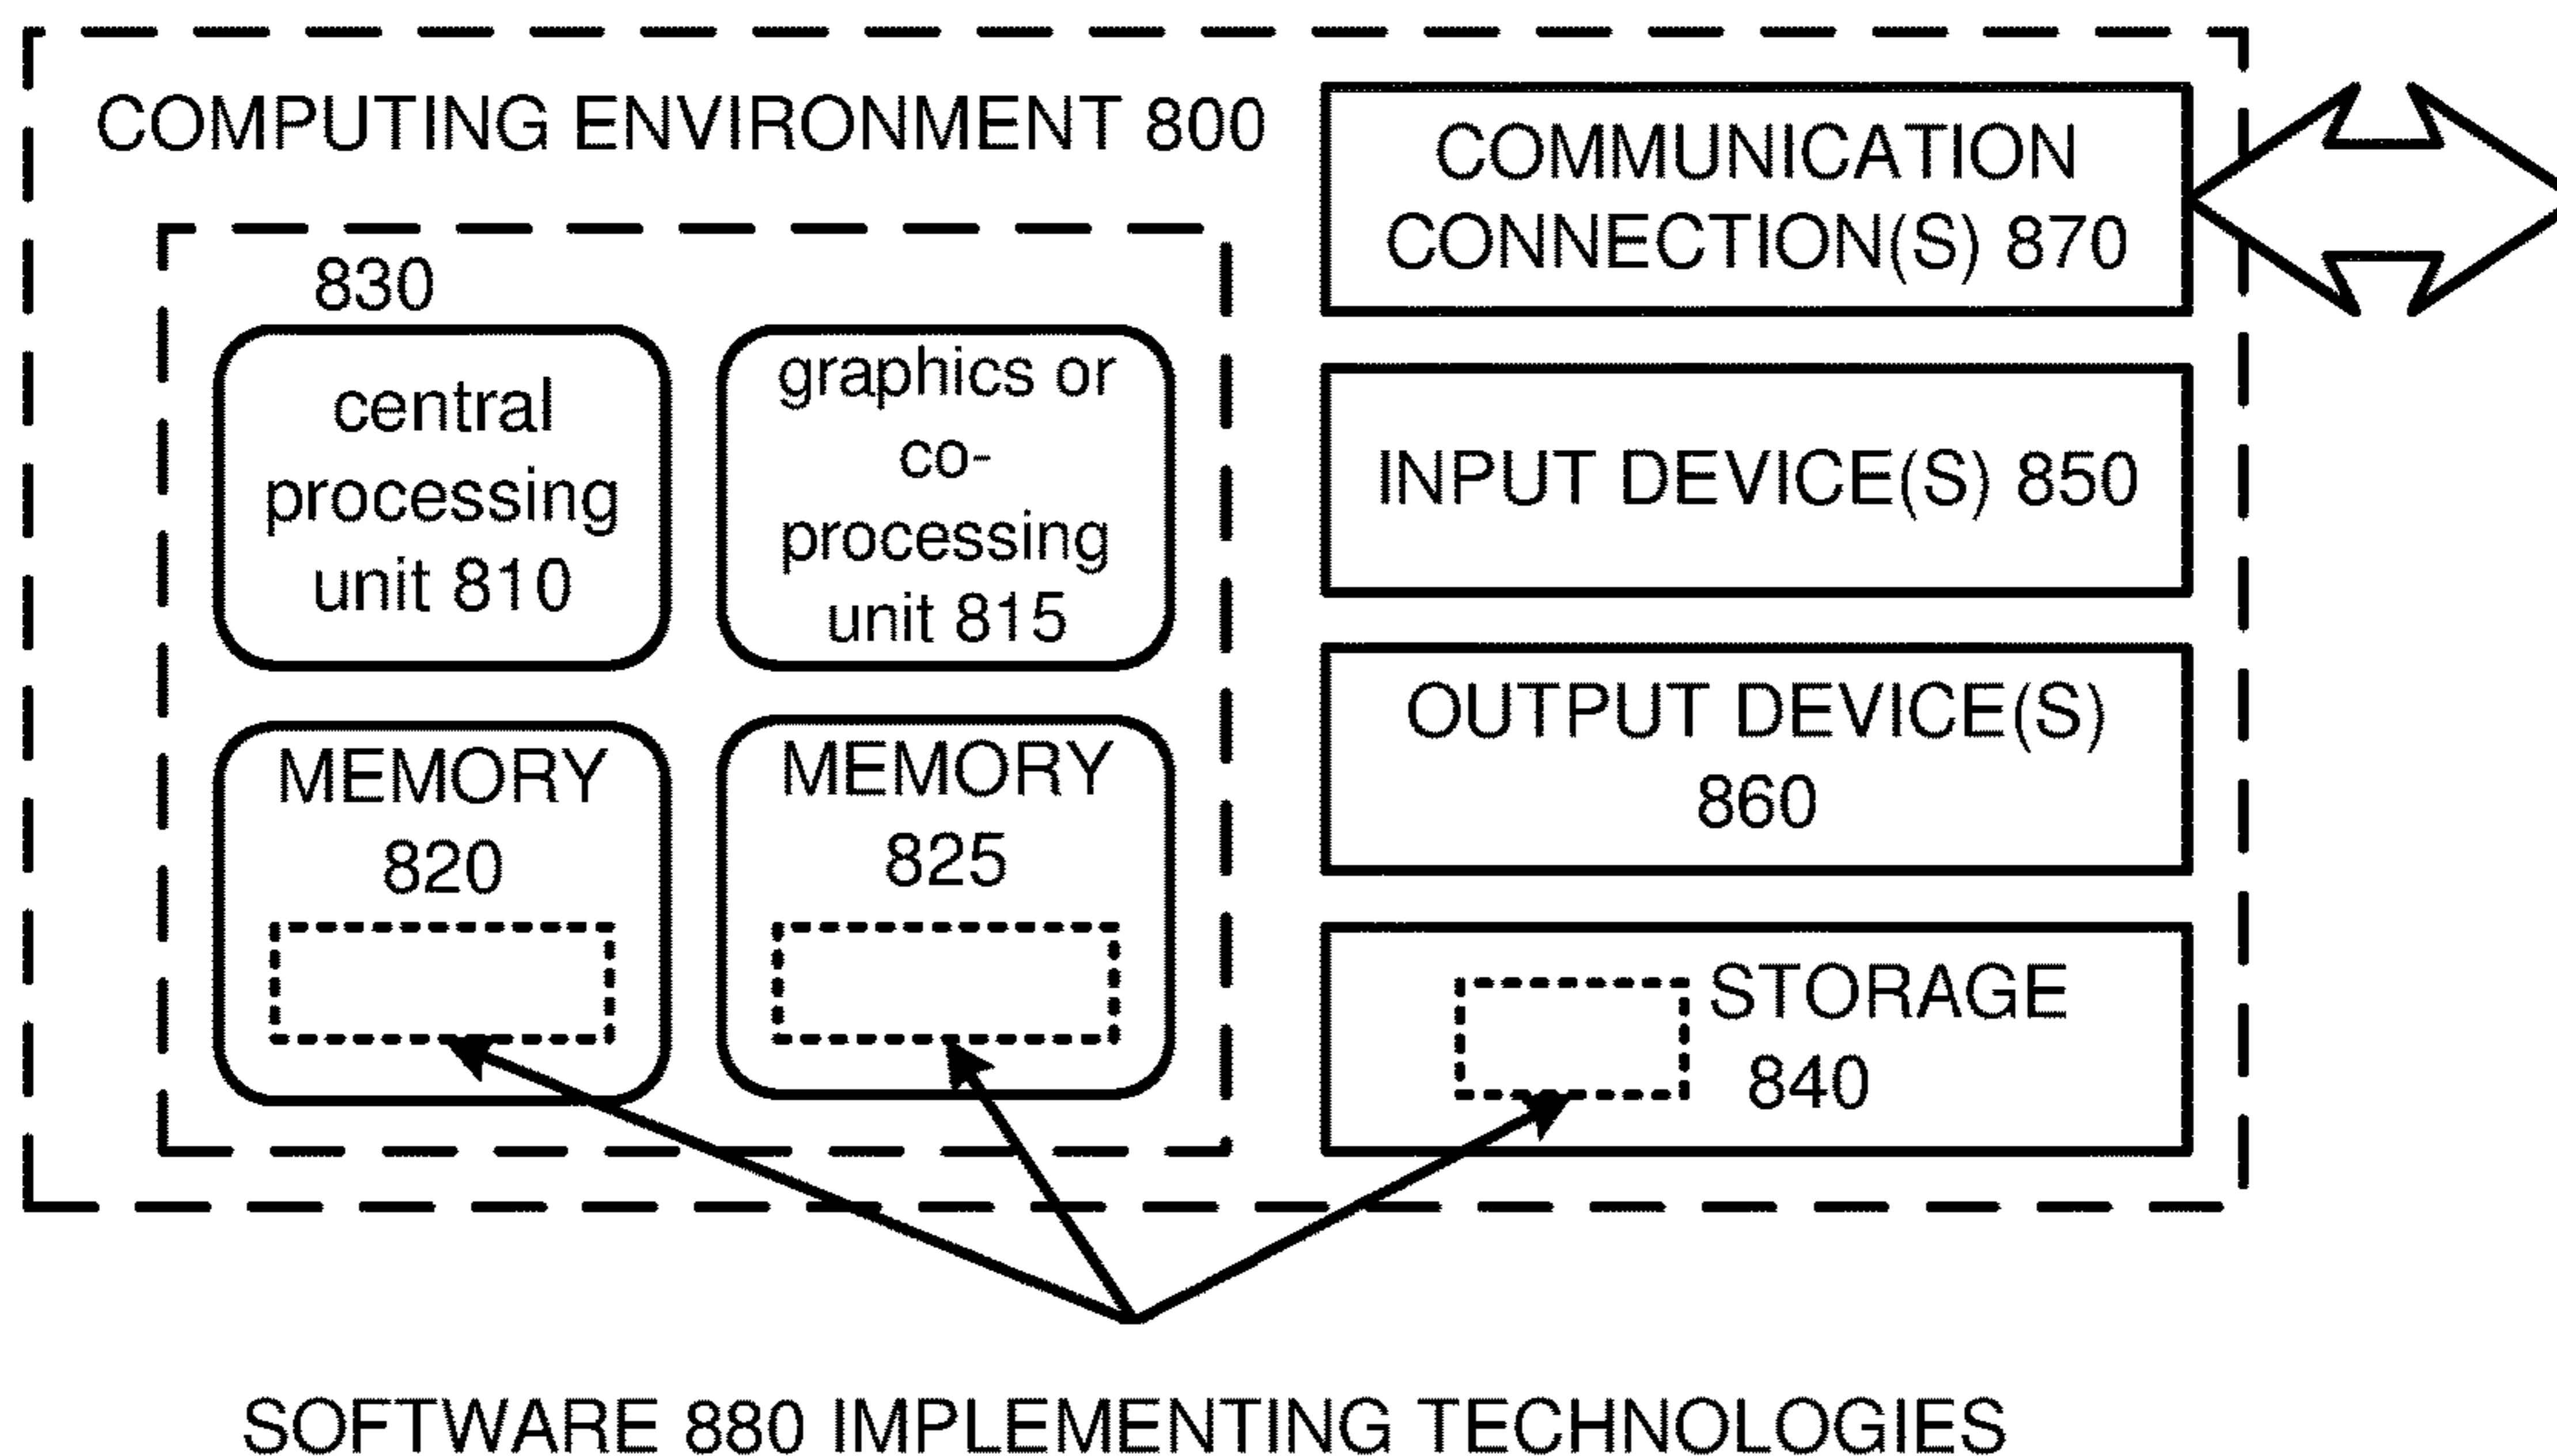 COMPUTING ENVIRONMENT 800
830
central
processing
unit 810
graphics or
co-
processing
unit 815
MEMORY
820
MEMORY
825
COMMUNICATION
CONNECTION(S) 870
INPUT DEVICE(S) 850
OUTPUT DEVICE(S)
860
STORAGE
840
SOFTWARE 880 IMPLEMENTING TECHNOLOGIES